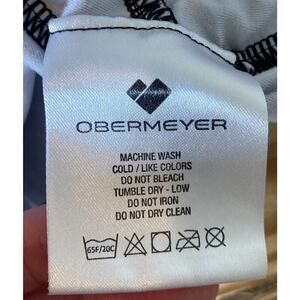 OBERMEYER
MACHINE WASH
COLD / LIKE COLORS
DO NOT BLEACH
TUMBLE DRY - LOW
DO NOT IRON
DO NOT DRY CLEAN
65F/20C